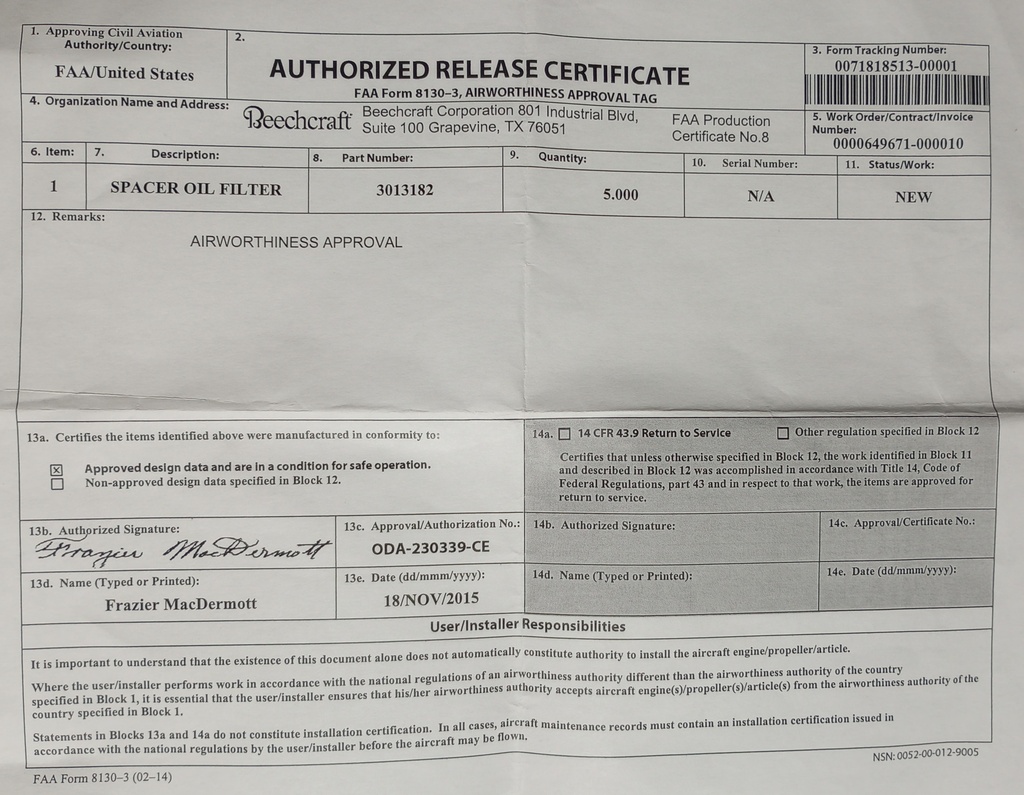 1. Approving Civil Aviation
Authority/Country:
FAA/United States
2.
AUTHORIZED RELEASE CERTIFICATE
FAA Form 8130–3, AIRWORTHINESS APPROVAL TAG
3. Form Tracking Number:
0071818513-00001
4. Organization Name and Address:
Beechcraft
Beechcraft Corporation 801 Industrial Blvd,
Suite 100 Grapevine, TX 76051
FAA Production
Certificate No.8
5. Work Order/Contract/Invoice
Number:
0000649671-000010
6. Item:
7. Description:
8. Part Number:
9. Quantity:
10. Serial Number:
11. Status/Work:
1
SPACER OIL FILTER
3013182
5.000
N/A
NEW
12. Remarks:
AIRWORTHINESS APPROVAL
13a. Certifies the items identified above were manufactured in conformity to:
☒ Approved design data and are in a condition for safe operation.
☐ Non-approved design data specified in Block 12.
14a. ☐ 14 CFR 43.9 Return to Service ☐ Other regulation specified in Block 12
Certifies that unless otherwise specified in Block 12, the work identified in Block 11
and described in Block 12 was accomplished in accordance with Title 14, Code of
Federal Regulations, part 43 and in respect to that work, the items are approved for
return to service.
13b. Authorized Signature:
Frazier MacDermott
13c. Approval/Authorization No.:
ODA-230339-CE
14b. Authorized Signature:
14c. Approval/Certificate No.:
13d. Name (Typed or Printed):
Frazier MacDermott
13e. Date (dd/mmm/yyyy):
18/NOV/2015
14d. Name (Typed or Printed):
14e. Date (dd/mmm/yyyy):
User/Installer Responsibilities
It is important to understand that the existence of this document alone does not automatically constitute authority to install the aircraft engine/propeller/article.
Where the user/installer performs work in accordance with the national regulations of an airworthiness authority different than the airworthiness authority of the country
specified in Block 1, it is essential that the user/installer ensures that his/her airworthiness authority accepts aircraft engine(s)/propeller(s)/article(s) from the airworthiness authority of the
country specified in Block 1.
Statements in Blocks 13a and 14a do not constitute installation certification. In all cases, aircraft maintenance records must contain an installation certification issued in
accordance with the national regulations by the user/installer before the aircraft may be flown.
FAA Form 8130–3 (02-14)
NSN: 0052-00-012-9005